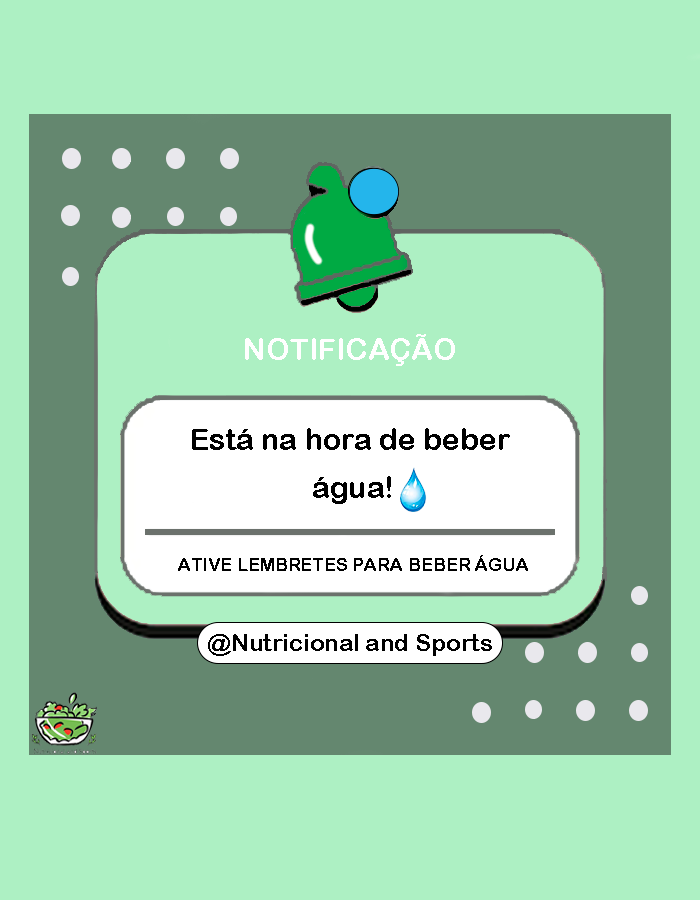 NOTIFICAÇÃO
Está na hora de beber
água!
ATIVE LEMBRETES PARA BEBER ÁGUA
@Nutricional and Sports